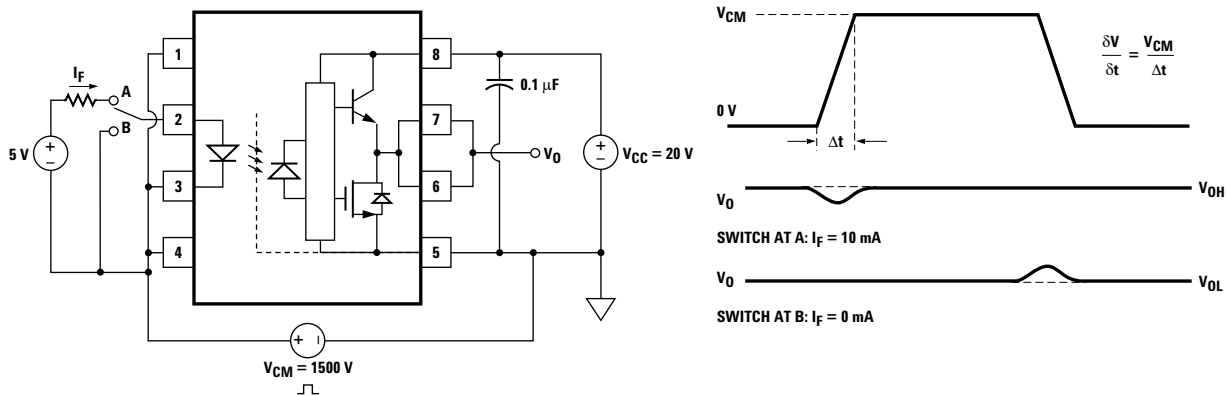 1
8
I_F
A
0.1 μF
2
7
B
5 V
+
–
V_O
+
–
V_CC = 20 V
3
6
4
5
+ –
V_CM = 1500 V
V_CM
δV/δt = V_CM/Δt
0 V
Δt
V_O
V_OH
SWITCH AT A: I_F = 10 mA
V_O
V_OL
SWITCH AT B: I_F = 0 mA